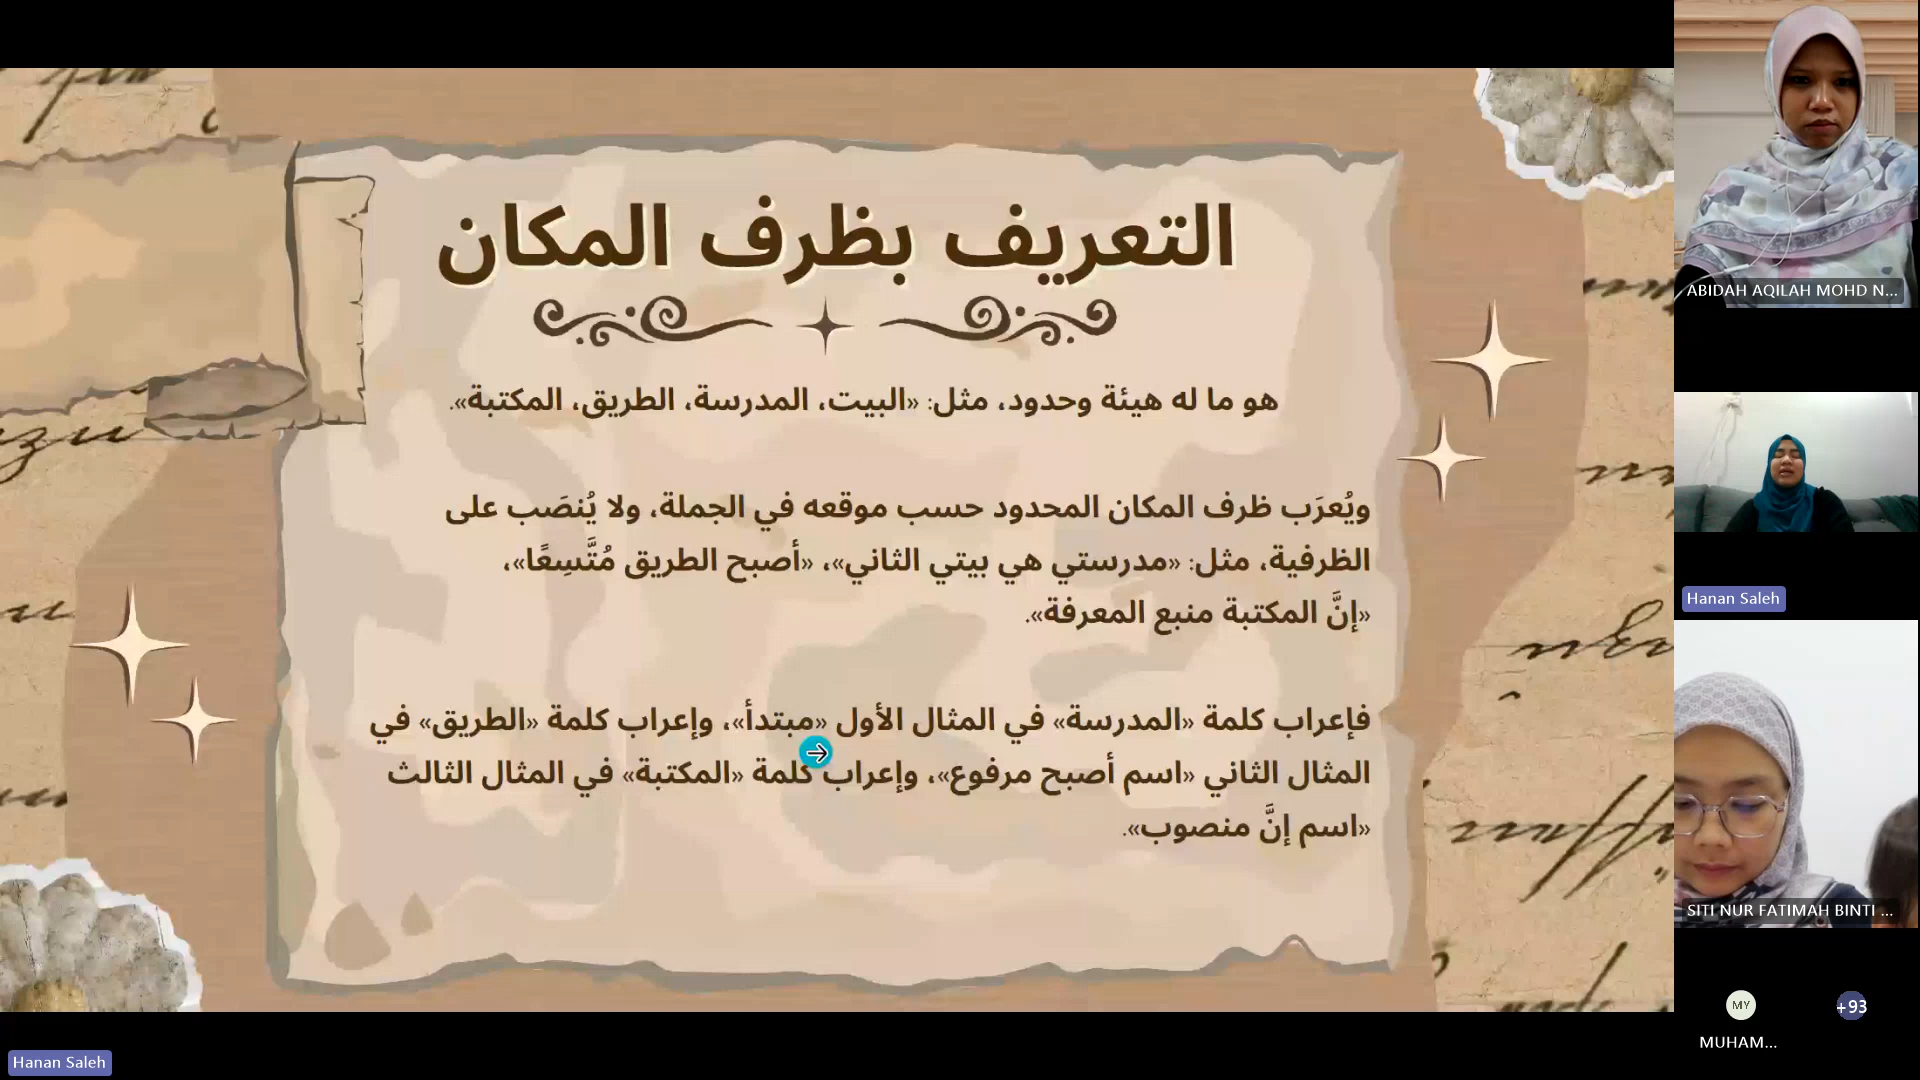 التعريف بظرف المكان
هو ما له هيئة وحدود، مثل: «البيت، المدرسة، الطريق، المكتبة».
ويُعرَب ظرف المكان المحدود حسب موقعه في الجملة، ولا يُنصَب على
الظرفية، مثل: «مدرستي هي بيتي الثاني»، «أصبح الطريق مُتَّسِعًا»،
«إنَّ المكتبة منبع المعرفة».
فإعراب كلمة «المدرسة» في المثال الأول «مبتدأ»، وإعراب كلمة «الطريق» في
المثال الثاني «اسم أصبح مرفوع»، وإعراب كلمة «المكتبة» في المثال الثالث
«اسم إنَّ منصوب».
ABIDAH AQILAH MOHD N...
Hanan Saleh
SITI NUR FATIMAH BINTI ...
MY
+93
MUHAM...
Hanan Saleh